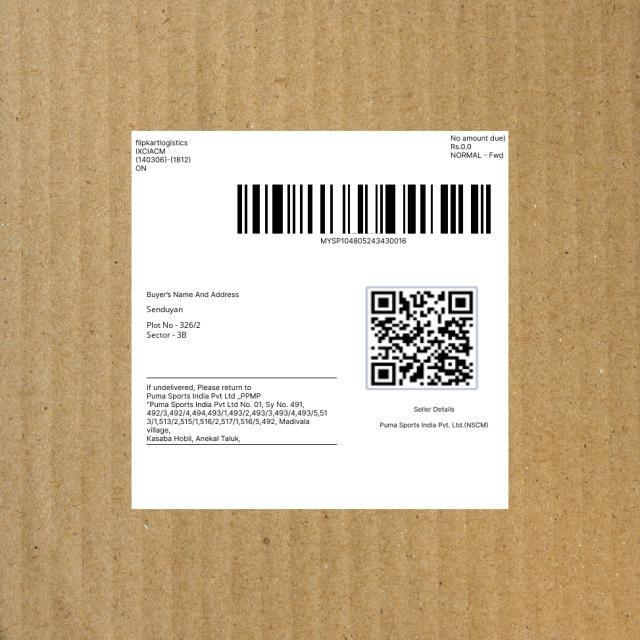 flipkartlogistics
IXCIACM
(140306)-(1812)
ON
No amount due)
Rs.0.0
NORMAL - Fwd
MYSP104805243430016
Buyer's Name And Address
Senduyan
Plot No - 326/2
Sector - 3B
If undelivered, Please return to
Puma Sports India Pvt Ltd _PPMP
"Puma Sports India Pvt Ltd No. 01, Sy No. 491,
492/3,492/4,494,493/1,493/2,493/3,493/4,493/5,51
3/1,513/2,515/1,516/2,517/1,516/5,492, Madivala
village,
Kasaba Hobli, Anekal Taluk,
Seller Details
Puma Sports India Pvt. Ltd.(NSCM)